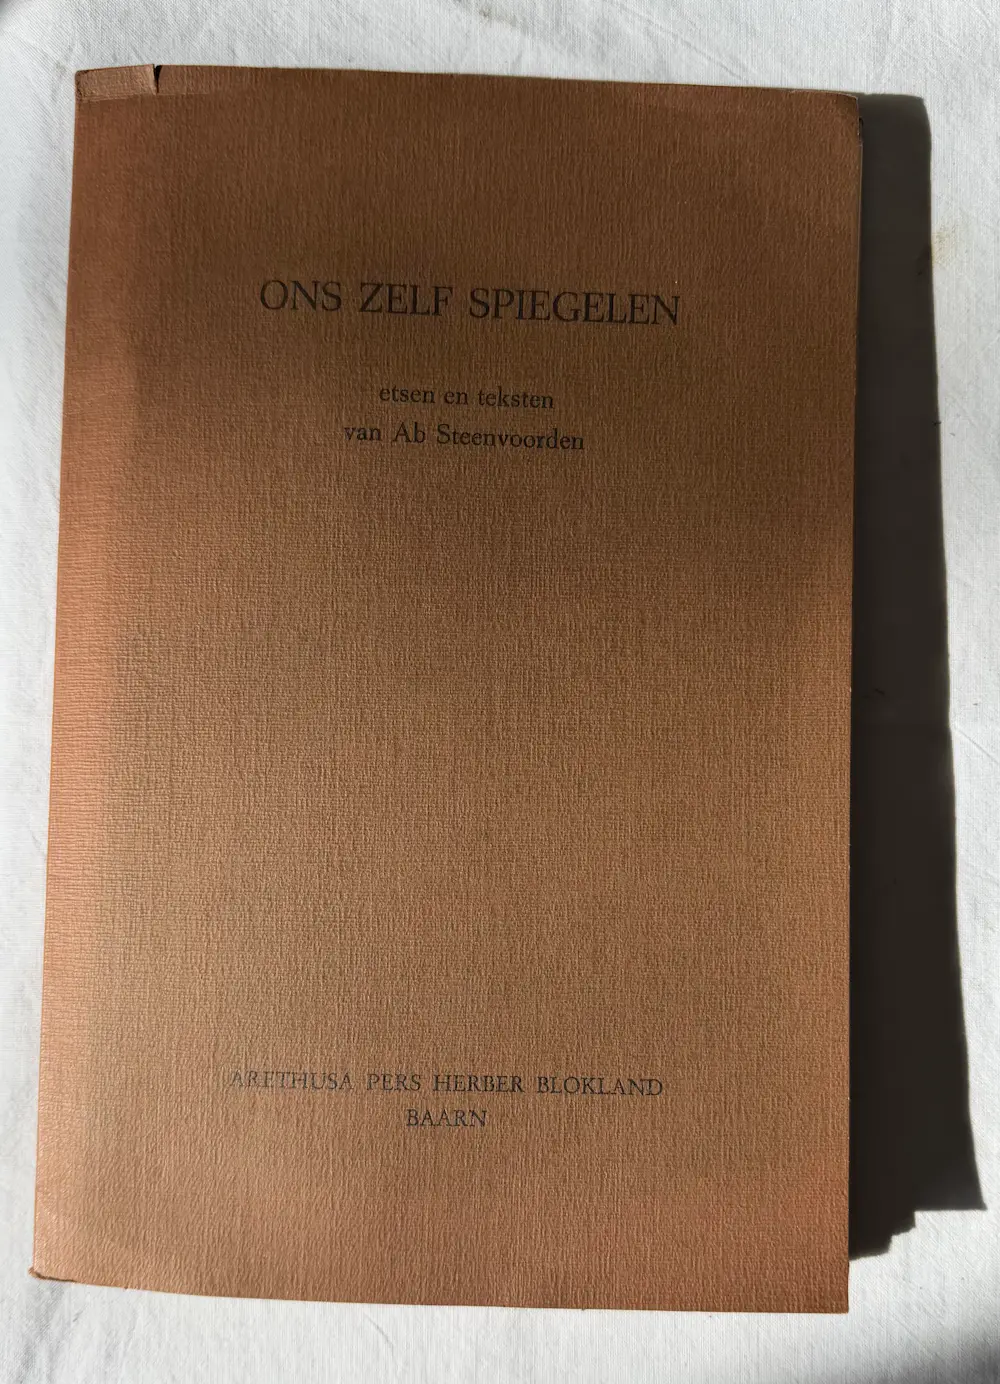 ONS ZELF SPIEGELEN
etsen en teksten
van Ab Steenvoorden
ARETHUSA PERS HERBER BLOKLAND
BAARN